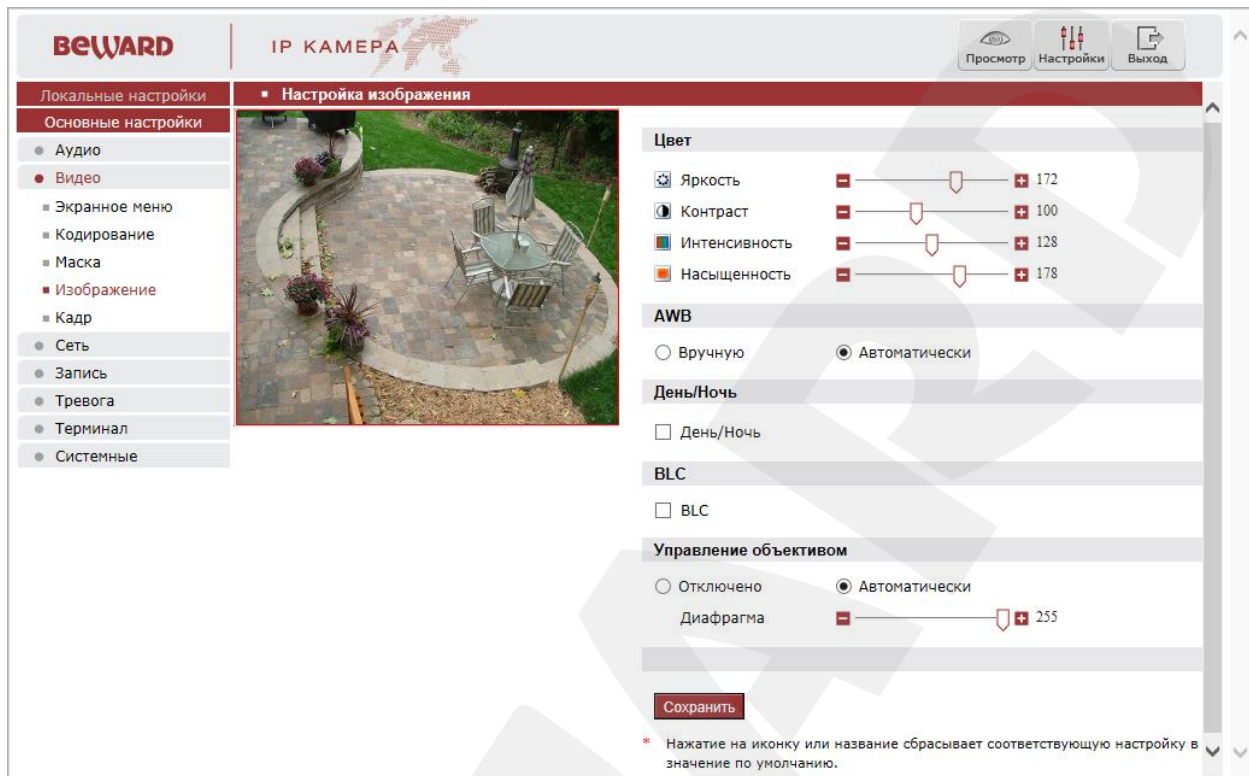 BEWARD
IP КАМЕРА
Просмотр
Настройки
Выход
Локальные настройки
Основные настройки
Аудио
Видео
Экранное меню
Кодирование
Маска
Изображение
Кадр
Сеть
Запись
Тревога
Терминал
Системные
Настройка изображения
Цвет
Яркость 172
Контраст 100
Интенсивность 128
Насыщенность 178
AWB
Вручную Автоматически
День/Ночь
День/Ночь
BLC
BLC
Управление объективом
Отключено Автоматически
Диафрагма 255
Сохранить
* Нажатие на иконку или название сбрасывает соответствующую настройку в
значение по умолчанию.